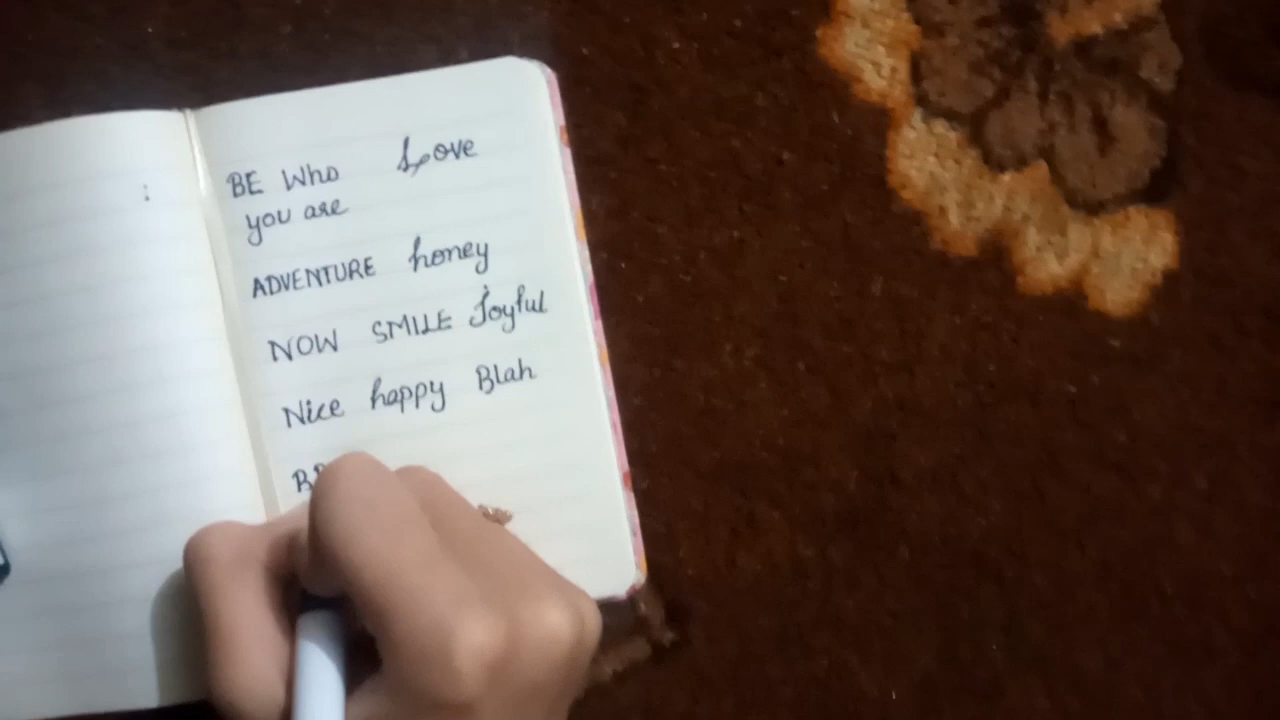 BE Who Love
you are
ADVENTURE honey
NOW SMILE Joyful
Nice happy Blah